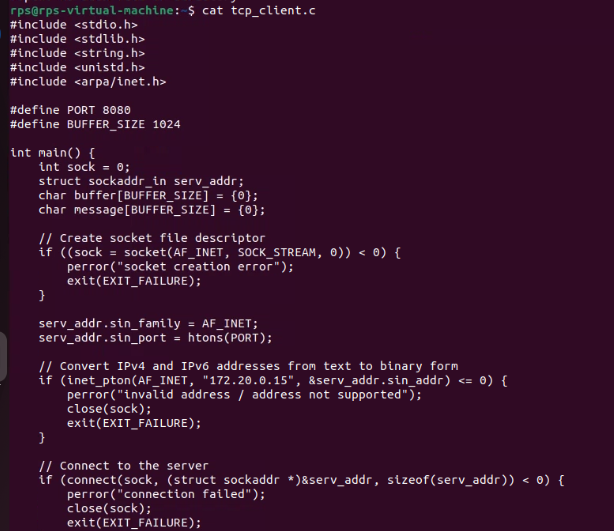 rps@rps-virtual-machine:~$ cat tcp_client.c
#include <stdio.h>
#include <stdlib.h>
#include <string.h>
#include <unistd.h>
#include <arpa/inet.h>

#define PORT 8080
#define BUFFER_SIZE 1024

int main() {
    int sock = 0;
    struct sockaddr_in serv_addr;
    char buffer[BUFFER_SIZE] = {0};
    char message[BUFFER_SIZE] = {0};

    // Create socket file descriptor
    if ((sock = socket(AF_INET, SOCK_STREAM, 0)) < 0) {
        perror("socket creation error");
        exit(EXIT_FAILURE);
    }

    serv_addr.sin_family = AF_INET;
    serv_addr.sin_port = htons(PORT);

    // Convert IPv4 and IPv6 addresses from text to binary form
    if (inet_pton(AF_INET, "172.20.0.15", &serv_addr.sin_addr) <= 0) {
        perror("invalid address / address not supported");
        close(sock);
        exit(EXIT_FAILURE);
    }

    // Connect to the server
    if (connect(sock, (struct sockaddr *)&serv_addr, sizeof(serv_addr)) < 0) {
        perror("connection failed");
        close(sock);
        exit(EXIT_FAILURE);